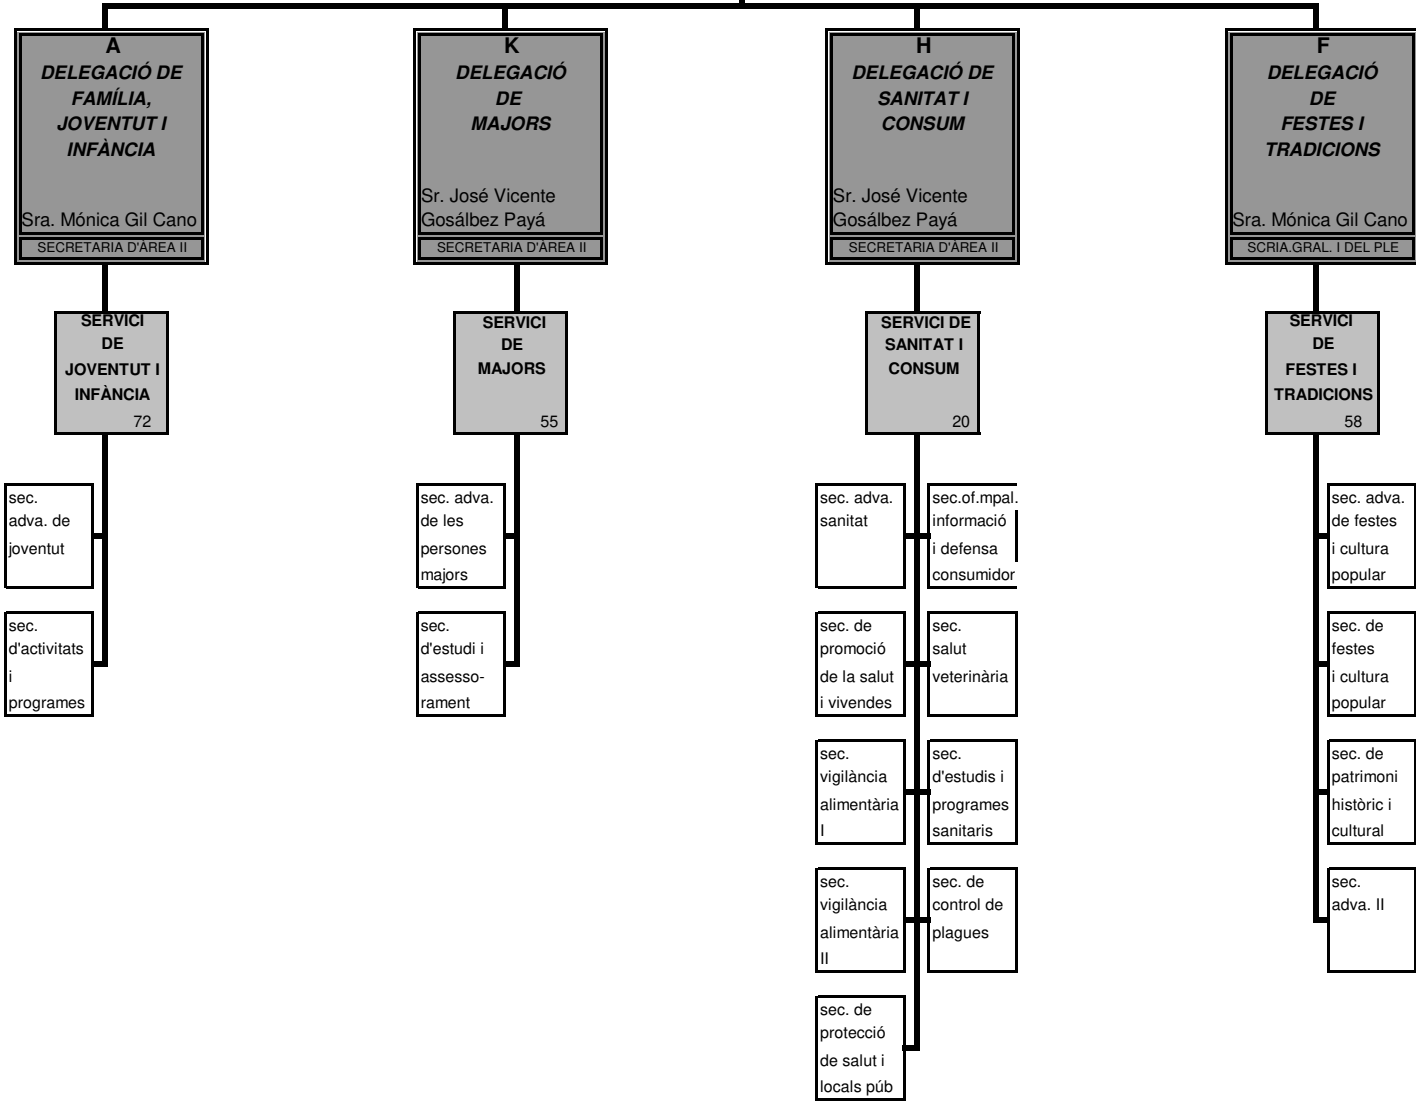 A
DELEGACIÓ DE
FAMÍLIA,
JOVENTUT I
INFÀNCIA
Sra. Mónica Gil Cano
SECRETARIA D'ÀREA II
K
DELEGACIÓ
DE
MAJORS
Sr. José Vicente
Gosálbez Payá
SECRETARIA D'ÀREA II
H
DELEGACIÓ DE
SANITAT I
CONSUM
Sr. José Vicente
Gosálbez Payá
SECRETARIA D'ÀREA II
F
DELEGACIÓ
DE
FESTES I
TRADICIONS
Sra. Mónica Gil Cano
SCRIA.GRAL. I DEL PLE
SERVICI
DE
JOVENTUT I
INFÀNCIA
72
SERVICI
DE
MAJORS
55
SERVICI DE
SANITAT I
CONSUM
20
SERVICI
DE
FESTES I
TRADICIONS
58
sec.
adva. de
joventut
sec.
d'activitats
i
programes
sec. adva.
de les
persones
majors
sec.
d'estudi i
assesso-
rament
sec. adva.
sanitat
sec.of.mpal.
informació
i defensa
consumidor
sec. de
promoció
de la salut
i vivendes
sec.
salut
veterinària
sec.
vigilància
alimentària
I
sec.
d'estudis i
programes
sanitaris
sec.
vigilància
alimentària
II
sec. de
control de
plagues
sec. de
protecció
de salut i
locals púb
sec. adva.
de festes
i cultura
popular
sec. de
festes
i cultura
popular
sec. de
patrimoni
històric i
cultural
sec.
adva. II